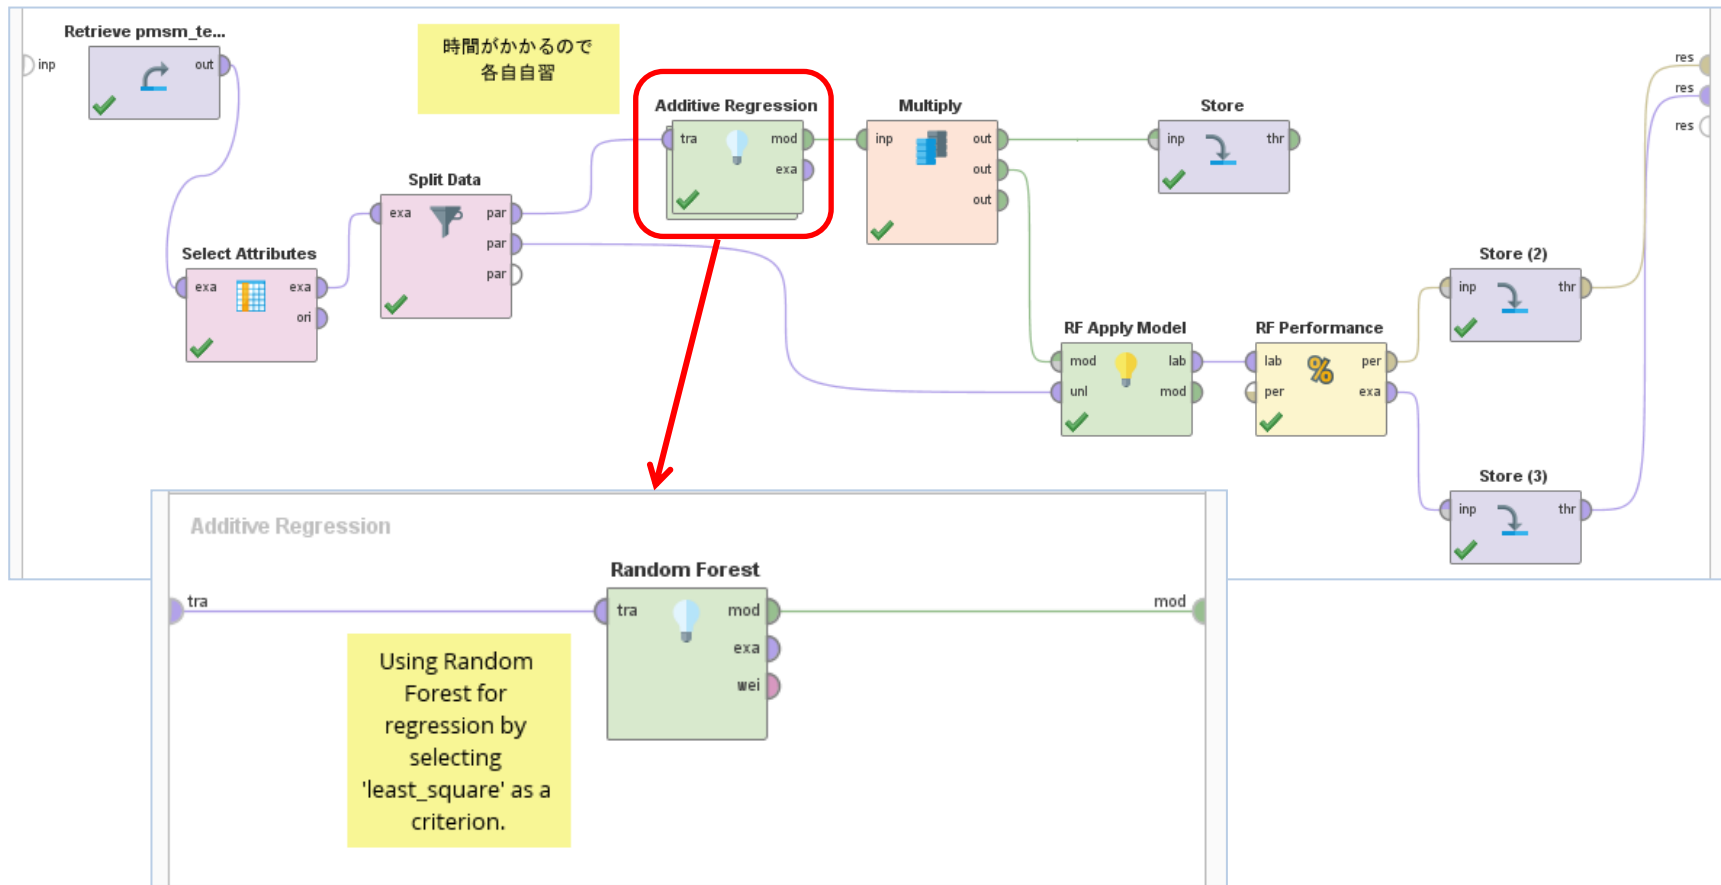 Retrieve pmsm_te...
inp
out
時間がかかるので
各自自習
Additive Regression
tra
mod
exa
Multiply
inp
out
out
out
Store
inp
thr
res
res
res
Split Data
exa
par
par
par
Select Attributes
exa
exa
ori
Store (2)
inp
thr
RF Apply Model
mod
lab
unl
mod
RF Performance
lab
per
per
exa
Store (3)
inp
thr
Additive Regression
tra
Random Forest
tra
mod
exa
wei
mod
Using Random
Forest for
regression by
selecting
'least_square' as a
criterion.